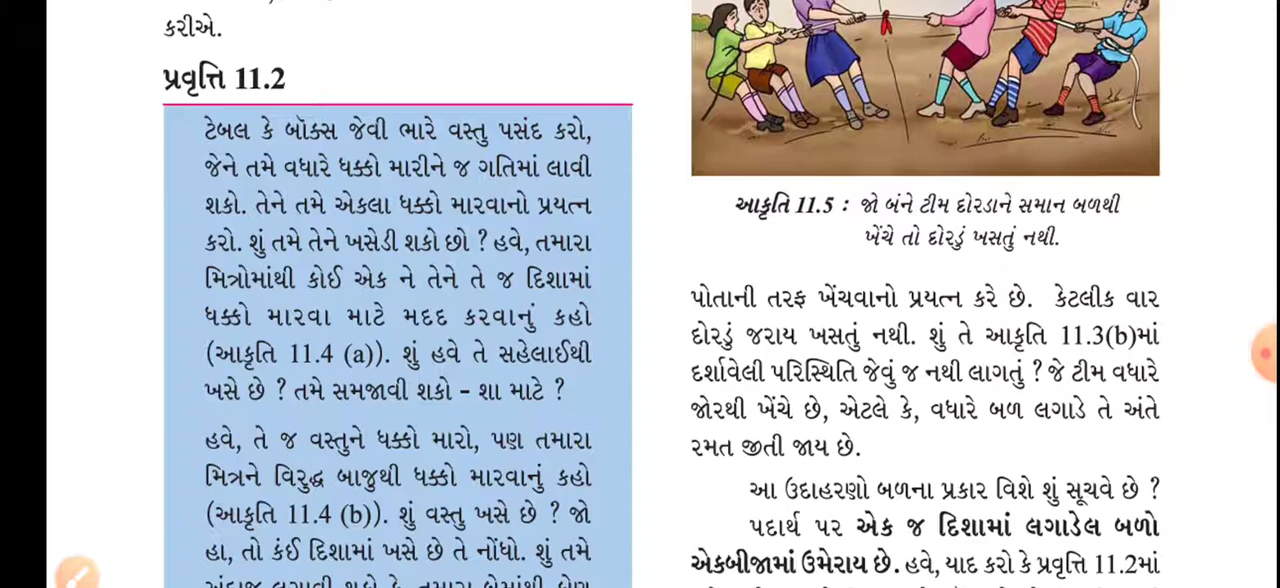 કરીએ.
પ્રવૃત્તિ 11.2
ટેબલ કે બૉક્સ જેવી ભારે વસ્તુ પસંદ કરો,
જેને તમે વધારે ધક્કો મારીને જ ગતિમાં લાવી
શકો. તેને તમે એકલા ધક્કો મારવાનો પ્રયત્ન
કરો. શું તમે તેને ખસેડી શકો છો ? હવે, તમારા
મિત્રોમાંથી કોઈ એક ને તેને તે જ દિશામાં
ધક્કો મારવા માટે મદદ કરવાનું કહો
(આકૃતિ 11.4 (a)). શું હવે તે સહેલાઈથી
ખસે છે ? તમે સમજાવી શકો – શા માટે ?
હવે, તે જ વસ્તુને ધક્કો મારો, પણ તમારા
મિત્રને વિરુદ્ધ બાજુથી ધક્કો મારવાનું કહો
(આકૃતિ 11.4 (b)). શું વસ્તુ ખસે છે ? જો
હા, તો કંઈ દિશામાં ખસે છે તે નોંધો. શું તમે
આકૃતિ 11.5 : જો બંને ટીમ દોરડાને સમાન બળથી
ખેંચે તો દોરડું ખસતું નથી.
પોતાની તરફ ખેંચવાનો પ્રયત્ન કરે છે. કેટલીક વાર
દોરડું જરાય ખસતું નથી. શું તે આકૃતિ 11.3(b)માં
દર્શાવેલી પરિસ્થિતિ જેવું જ નથી લાગતું ? જે ટીમ વધારે
જોરથી ખેંચે છે, એટલે કે, વધારે બળ લગાડે તે અંતે
રમત જીતી જાય છે.
આ ઉદાહરણો બળના પ્રકાર વિશે શું સૂચવે છે ?
પદાર્થ પર એક જ દિશામાં લગાડેલ બળો
એકબીજામાં ઉમેરાય છે. હવે, યાદ કરો કે પ્રવૃત્તિ 11.2માં